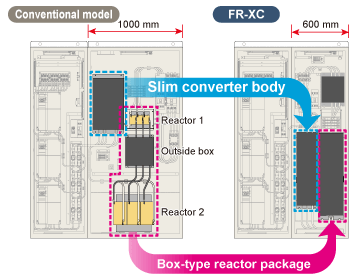 Conventional model
FR-XC
1000 mm
600 mm
Slim converter body
Reactor 1
Outside box
Reactor 2
Box-type reactor package